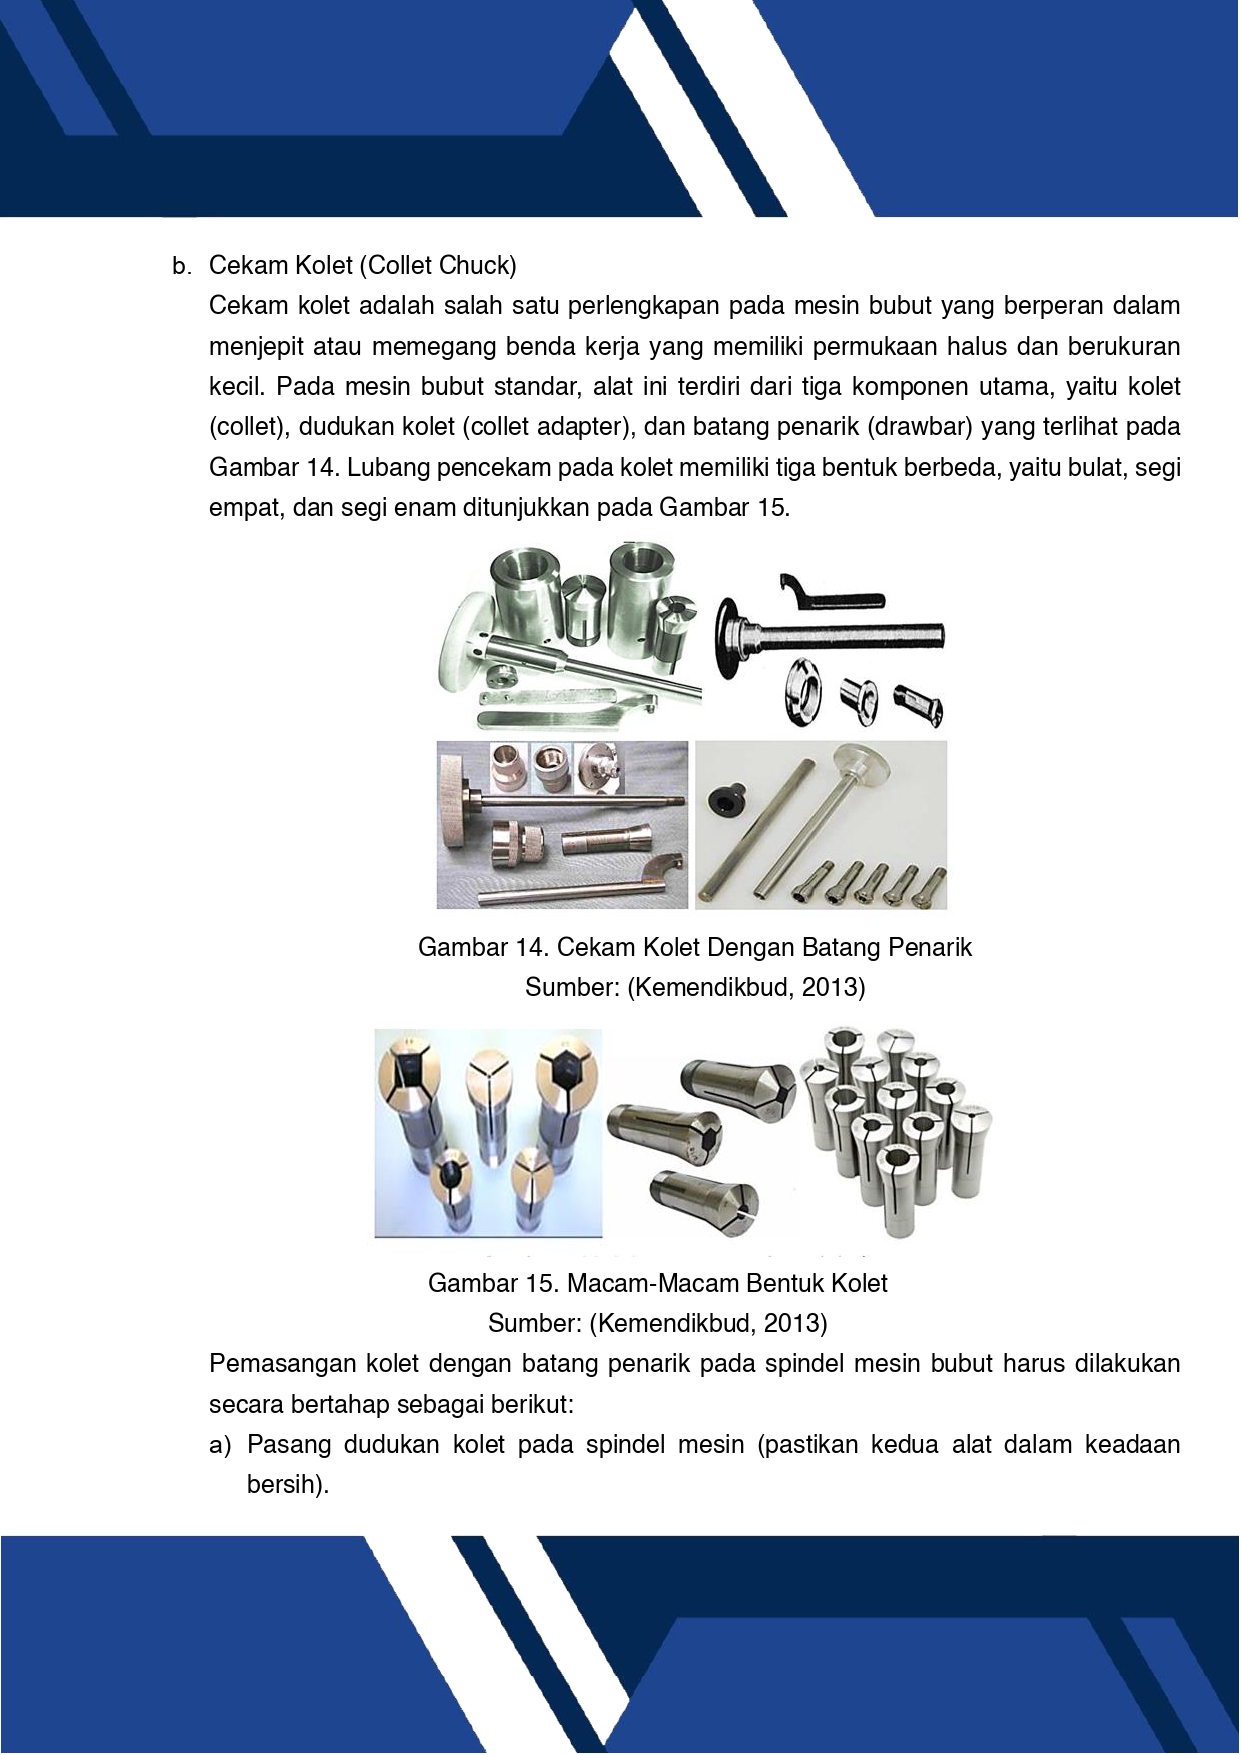 b. Cekam Kolet (Collet Chuck)
Cekam kolet adalah salah satu perlengkapan pada mesin bubut yang berperan dalam
menjepit atau memegang benda kerja yang memiliki permukaan halus dan berukuran
kecil. Pada mesin bubut standar, alat ini terdiri dari tiga komponen utama, yaitu kolet
(collet), dudukan kolet (collet adapter), dan batang penarik (drawbar) yang terlihat pada
Gambar 14. Lubang pencekam pada kolet memiliki tiga bentuk berbeda, yaitu bulat, segi
empat, dan segi enam ditunjukkan pada Gambar 15.
Gambar 14. Cekam Kolet Dengan Batang Penarik
Sumber: (Kemendikbud, 2013)
Gambar 15. Macam-Macam Bentuk Kolet
Sumber: (Kemendikbud, 2013)
Pemasangan kolet dengan batang penarik pada spindel mesin bubut harus dilakukan
secara bertahap sebagai berikut:
a) Pasang dudukan kolet pada spindel mesin (pastikan kedua alat dalam keadaan
bersih).